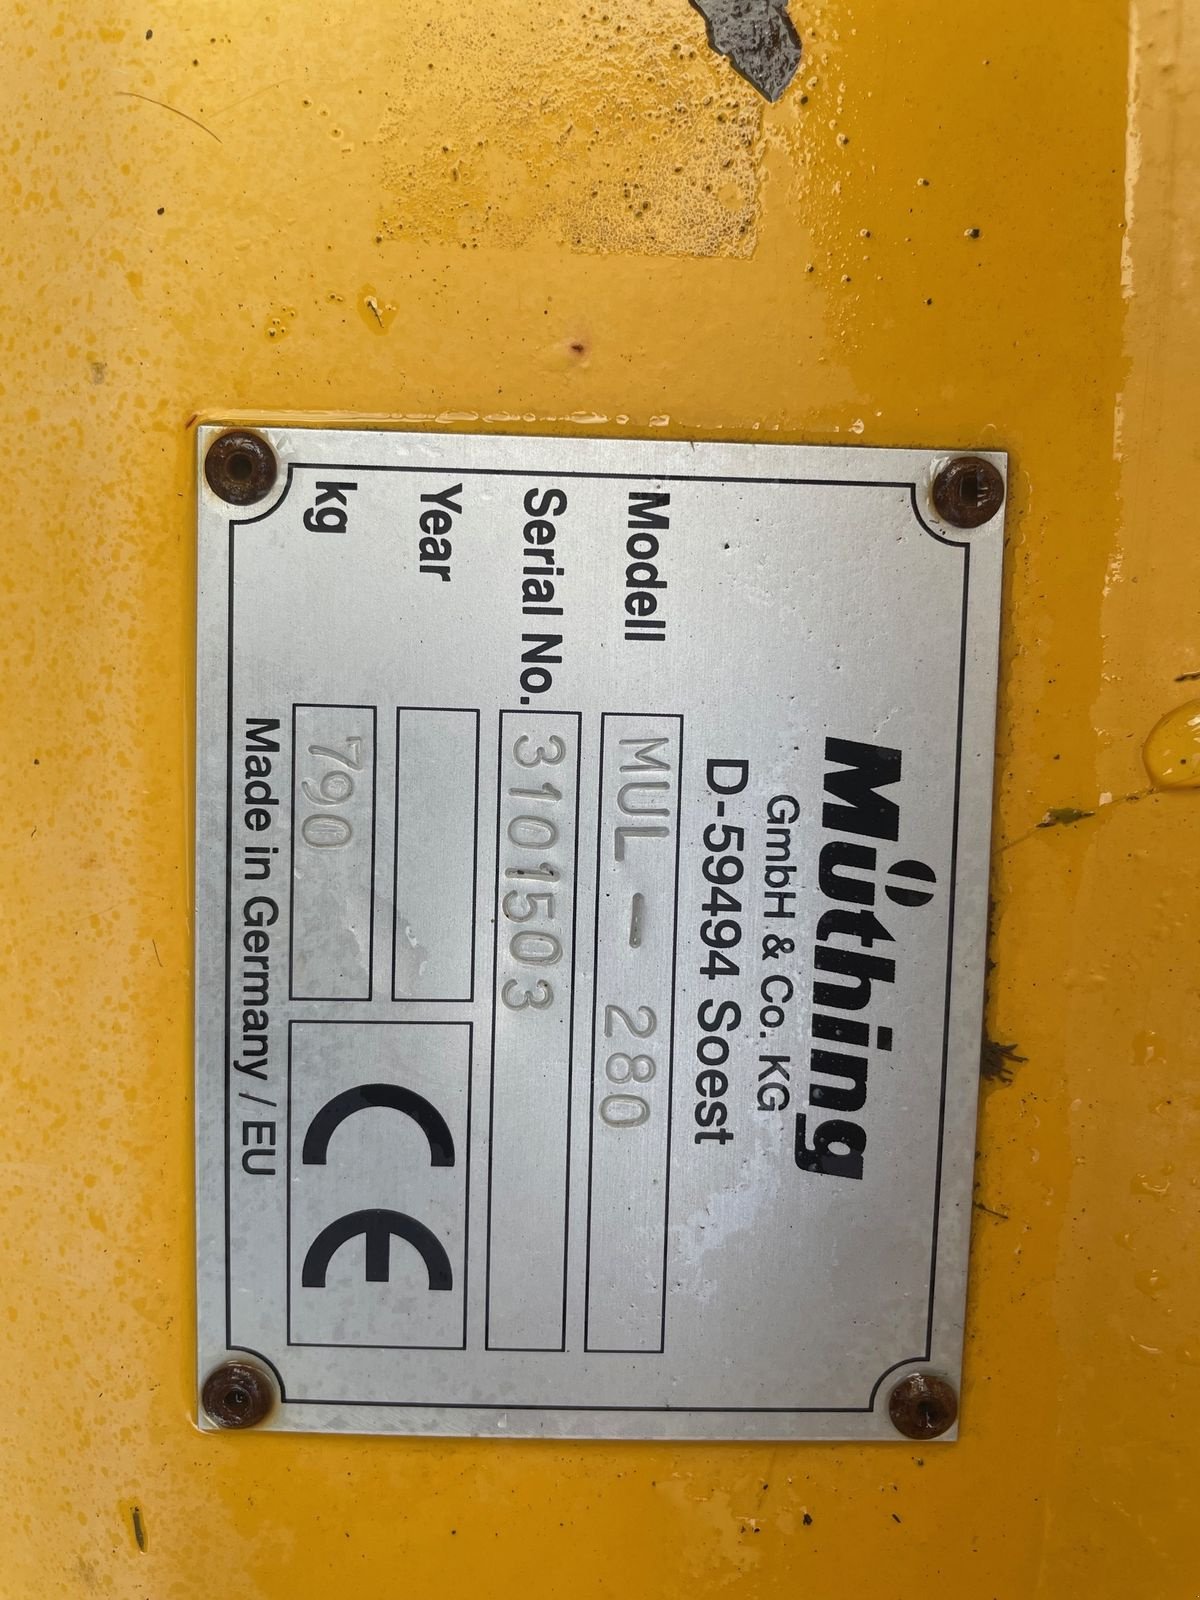 Müthing
GmbH & Co. KG
D-59494 Soest
Modell MUL - 280
Serial No. 3101503
Year
kg 790
CE
Made in Germany / EU